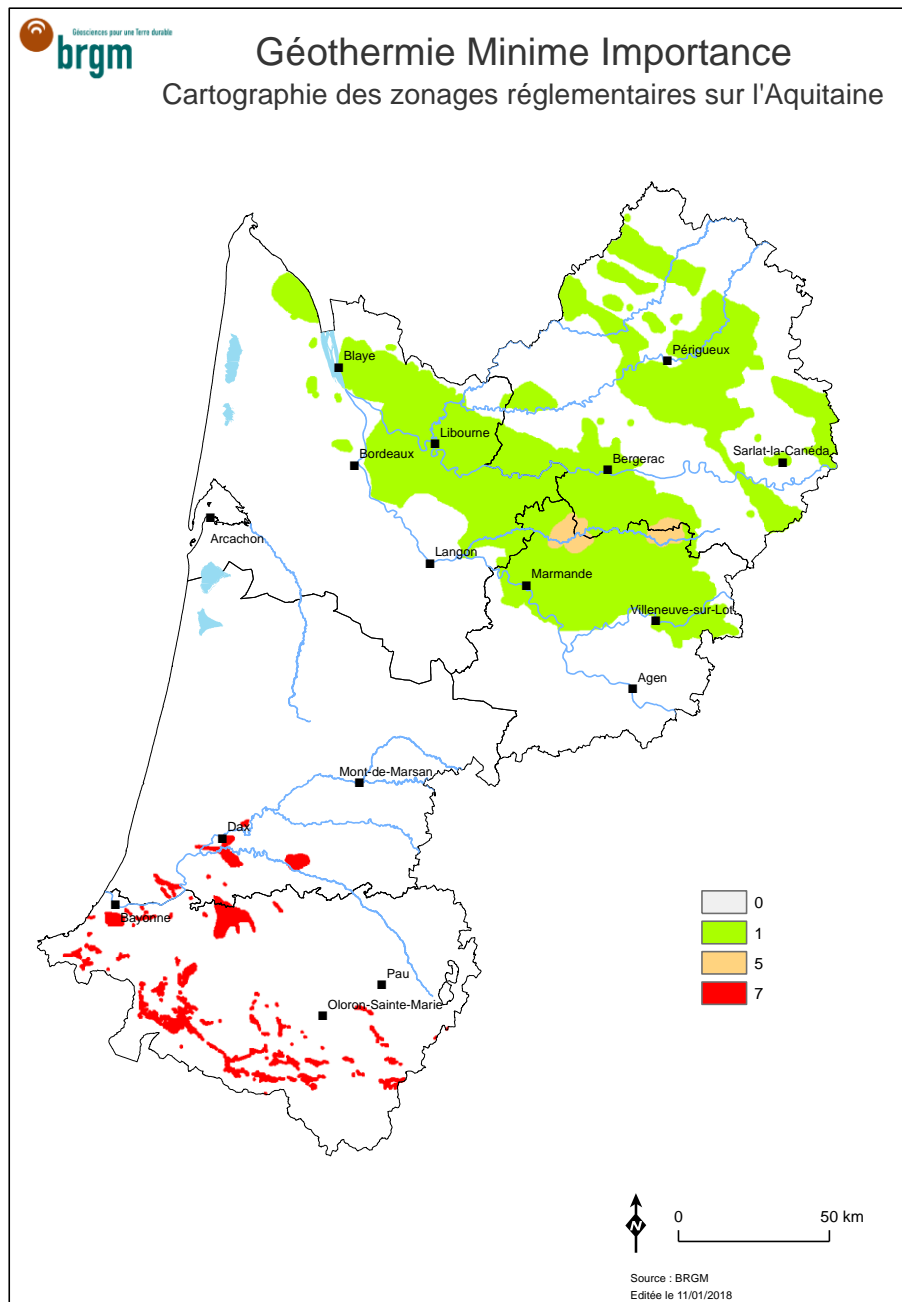 Géosciences pour une Terre durable
brgm
Géothermie Minime Importance
Cartographie des zonages réglementaires sur l'Aquitaine
Blaye
Périgueux
Libourne
Bordeaux
Bergerac
Sarlat-la-Canéda
Arcachon
Langon
Marmande
Villeneuve-sur-Lot
Agen
Mont-de-Marsan
Dax
Bayonne
Pau
Oloron-Sainte-Marie
0
1
5
7
N
0 50 km
Source : BRGM
Editée le 11/01/2018